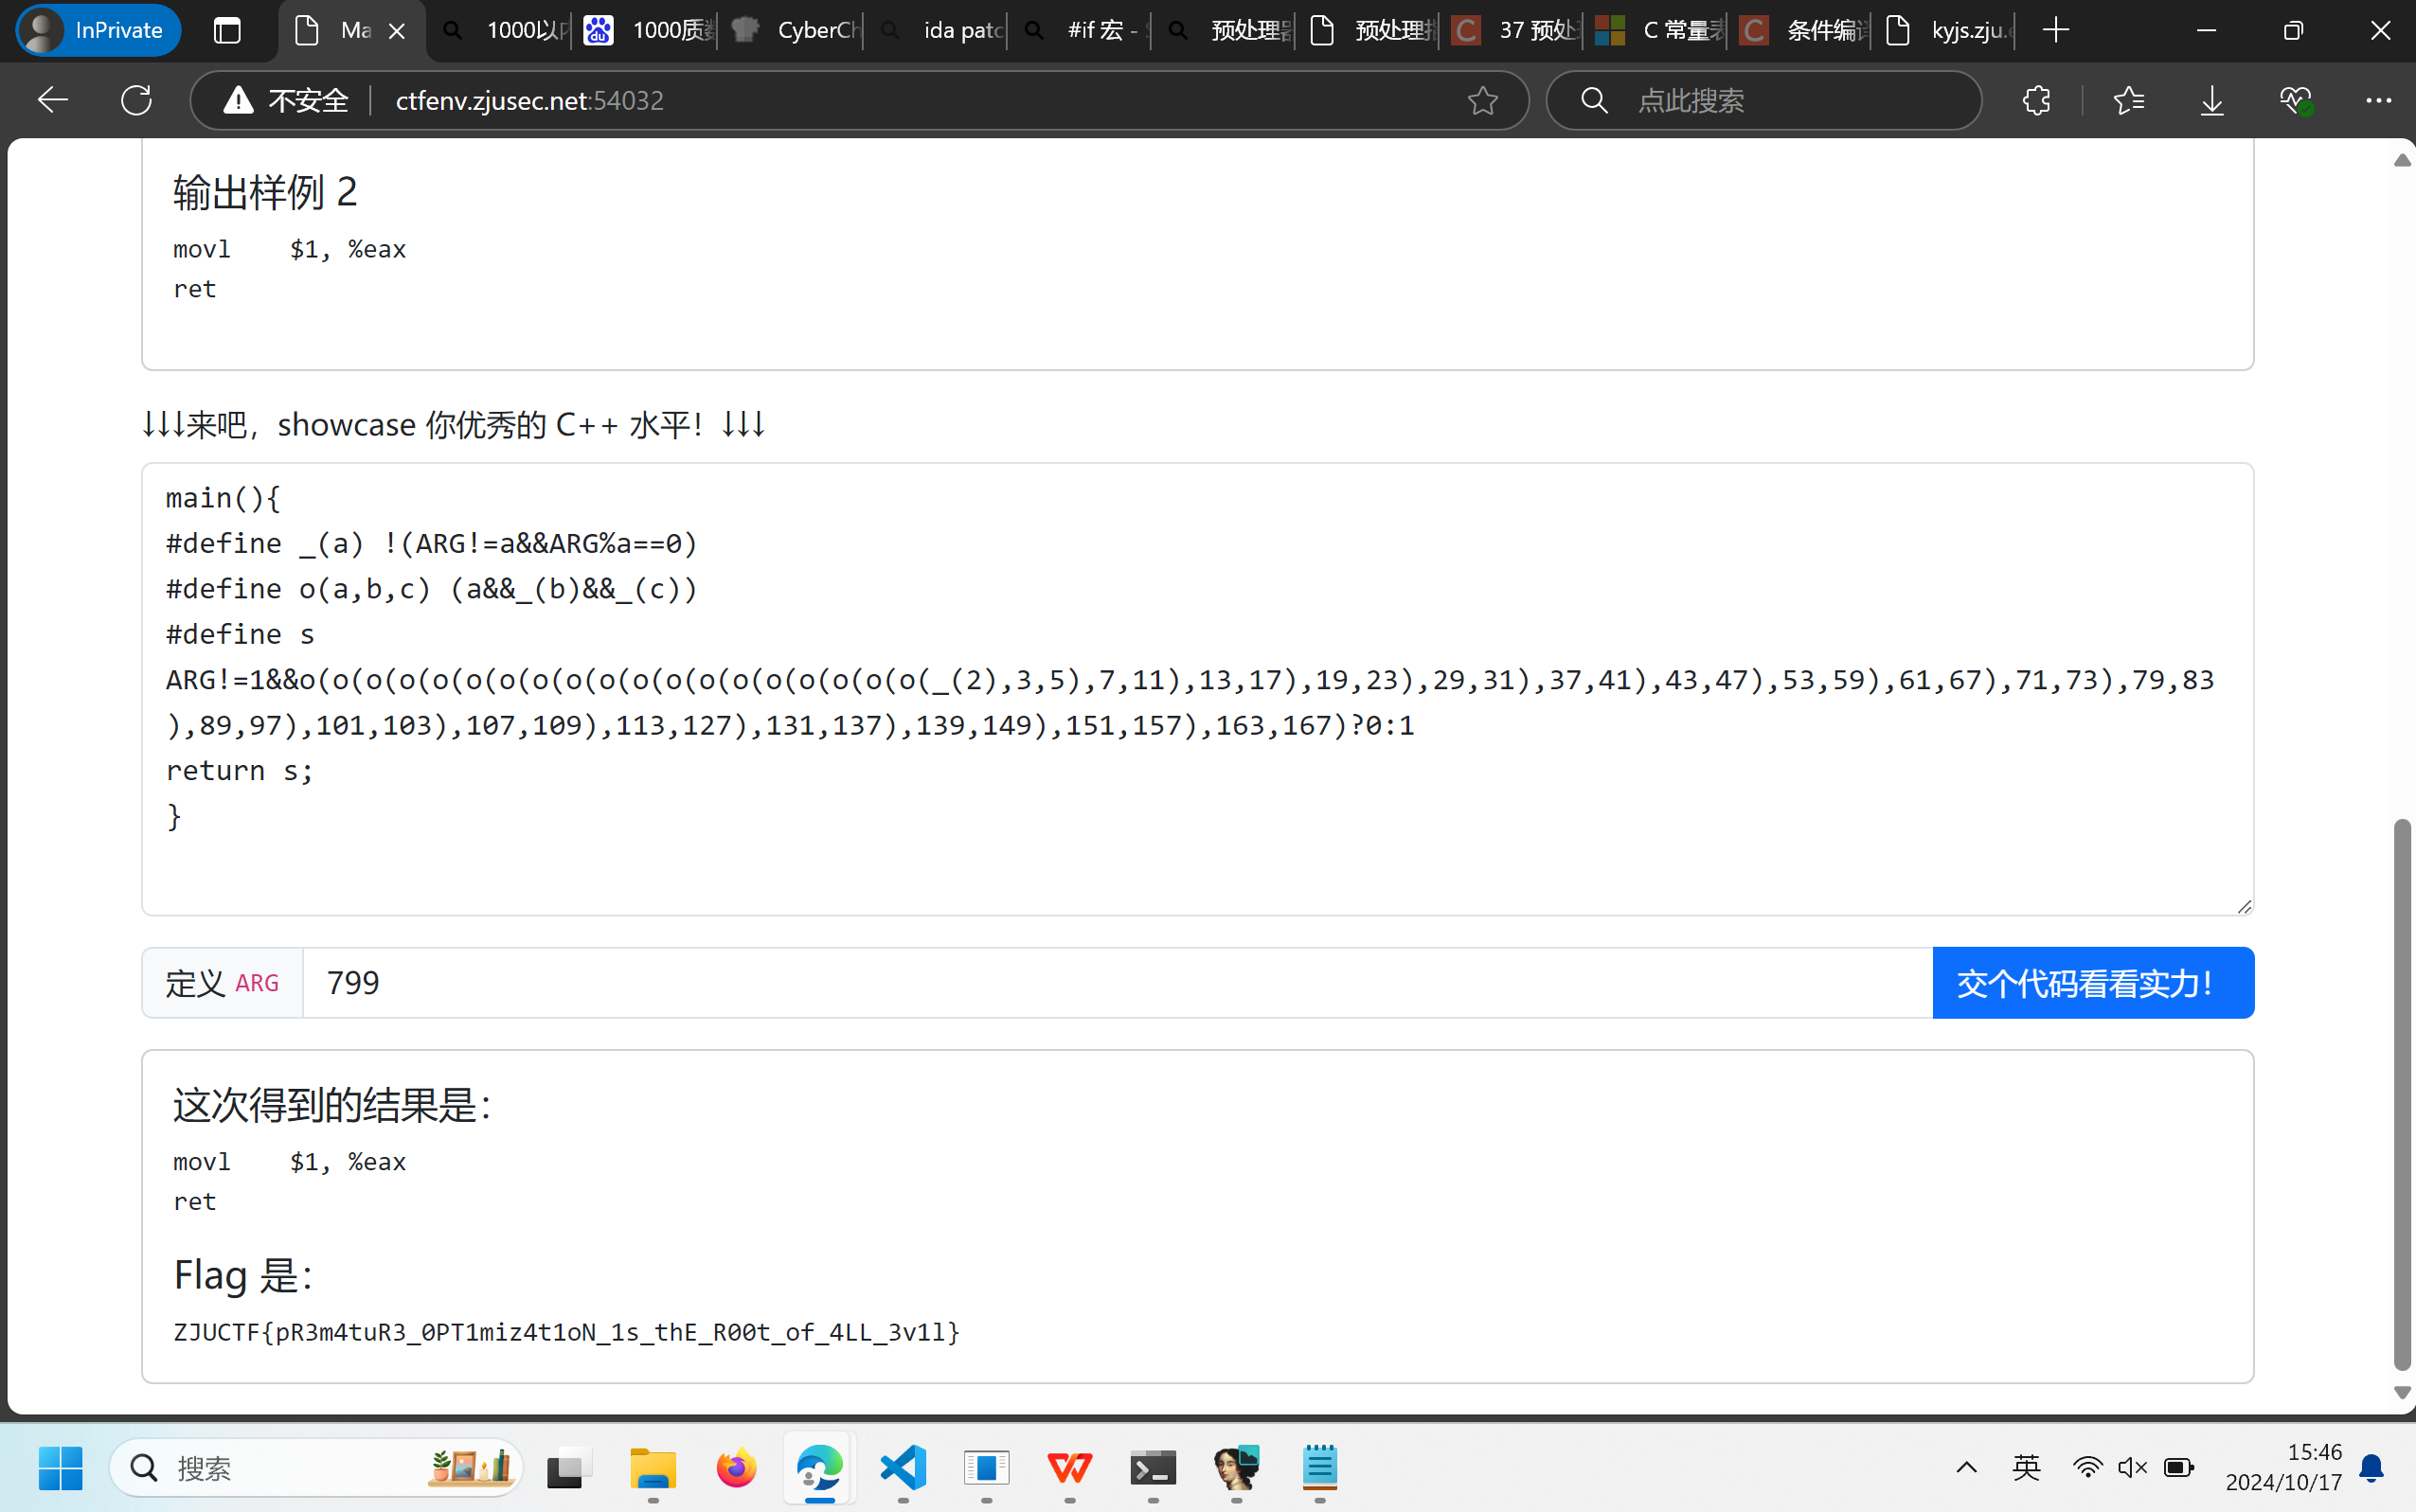 InPrivate
Ma
1000以
1000质数
CyberCh
ida patc
#if 宏 -
预处理器
预处理指
37 预处
C 常量表
条件编译
kyjs.zju.e
不安全
ctfenv.zjusec.net:54032
点此搜索
输出样例 2
movl $1, %eax
ret
↓↓↓来吧，showcase 你优秀的 C++ 水平！↓↓↓
main(){
#define _(a) !(ARG!=a&&ARG%a==0)
#define o(a,b,c) (a&&_(b)&&_(c))
#define s
ARG!=1&&o(o(o(o(o(o(o(o(o(o(o(o(o(o(o(o(o(o(o(_(2),3,5),7,11),13,17),19,23),29,31),37,41),43,47),53,59),61,67),71,73),79,83
),89,97),101,103),107,109),113,127),131,137),139,149),151,157),163,167)?0:1
return s;
}
定义 ARG
799
交个代码看看实力！
这次得到的结果是：
movl $1, %eax
ret
Flag 是：
ZJUCTF{pR3m4tuR3_0PT1miz4t1oN_1s_thE_R00t_of_4LL_3v1l}
搜索
英
15:46
2024/10/17